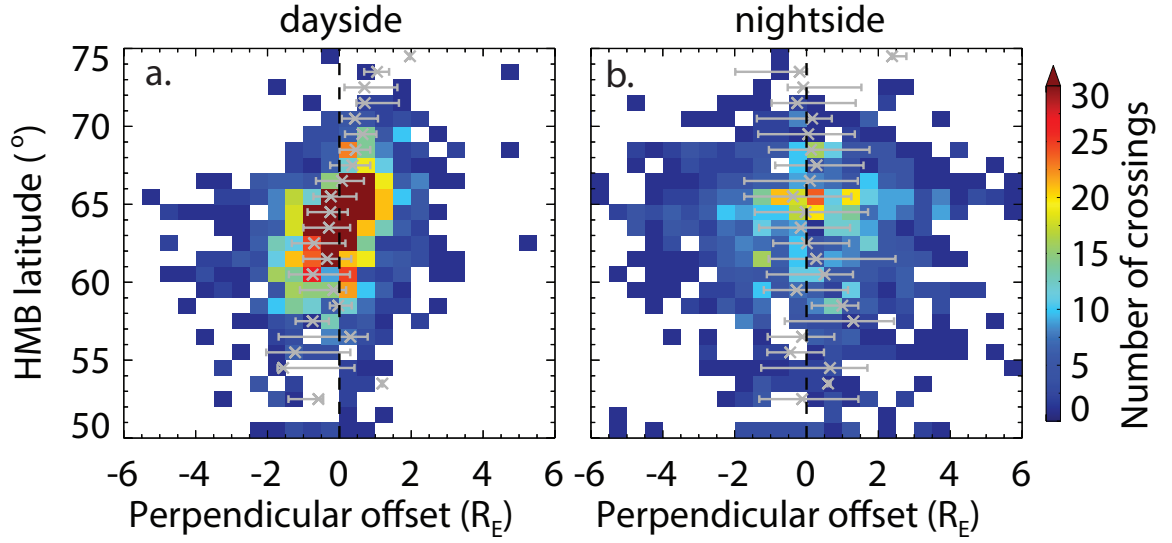 dayside
nightside
a.
b.
75
70
65
60
55
50
HMB latitude (°)
-6 -4 -2 0 2 4 6
-6 -4 -2 0 2 4 6
Perpendicular offset (R_E)
Perpendicular offset (R_E)
30
25
20
15
10
5
0
Number of crossings